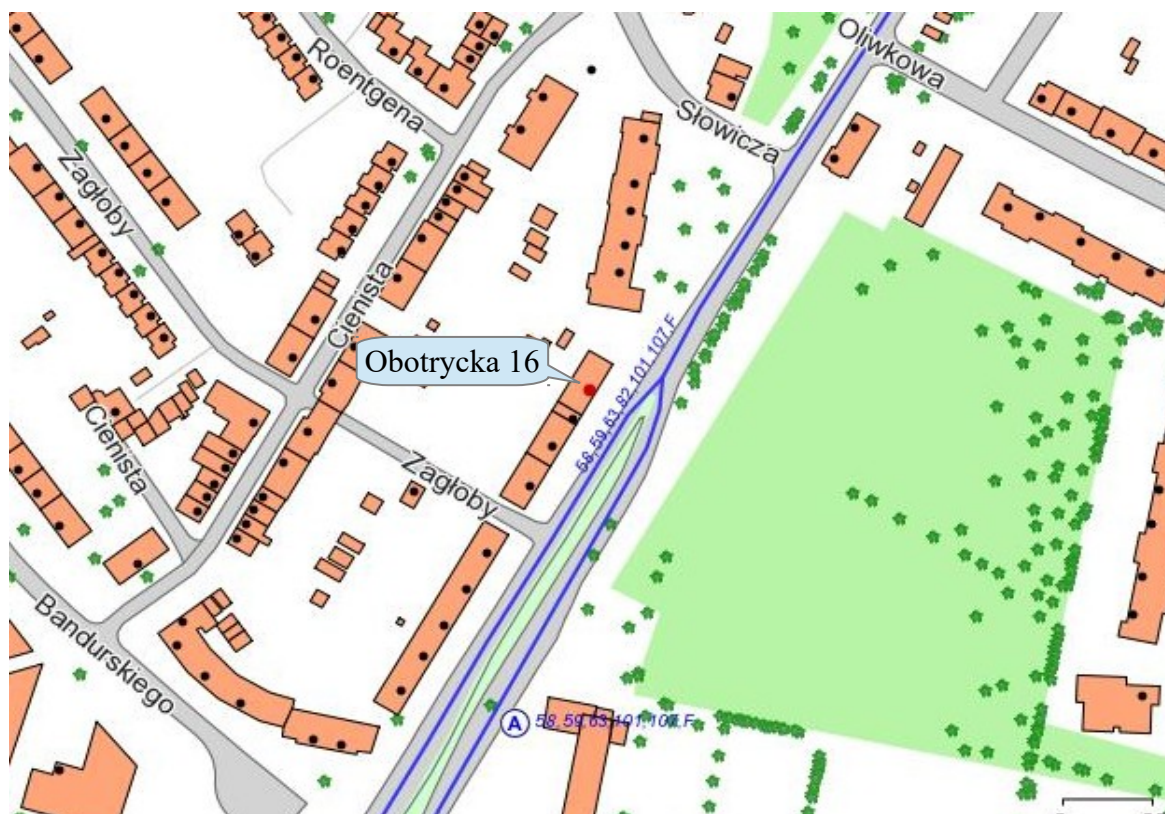 Oliwkowa
Roentgena
Słowicza
Zagłoby
Cienista
Obotrycka 16
58,59,63,82,101,107,F
Cienista
Zagłoby
Bandurskiego
A 58,59,63,101,107,F